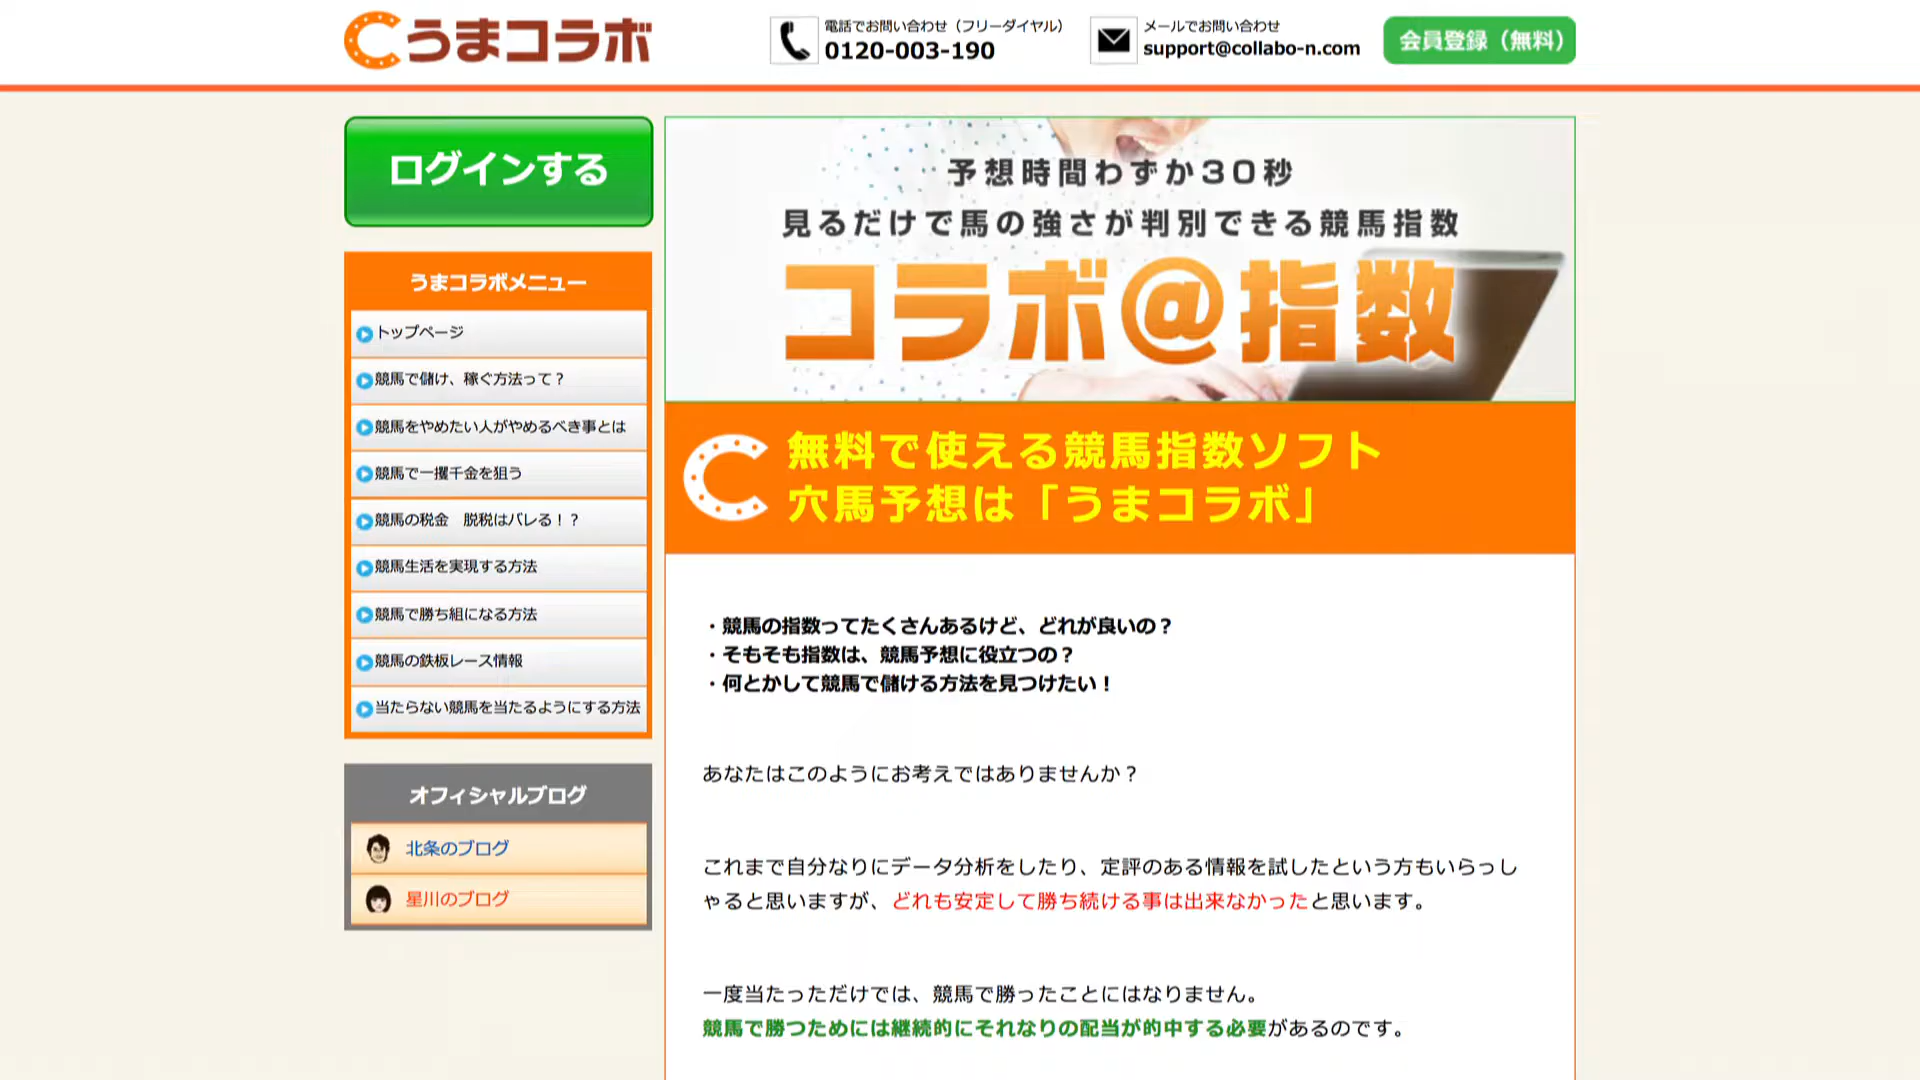 うまコラボ
電話でお問い合わせ（フリーダイヤル）
0120-003-190
メールでお問い合わせ
support@collabo-n.com
会員登録（無料）
ログインする
うまコラボメニュー
トップページ
競馬で儲け、稼ぐ方法って？
競馬をやめたい人がやめるべき事とは
競馬で一攫千金を狙う
競馬の税金　脱税はバレる！？
競馬生活を実現する方法
競馬で勝ち組になる方法
競馬の鉄板レース情報
当たらない競馬を当たるようにする方法
オフィシャルブログ
北条のブログ
星川のブログ
予想時間わずか30秒
見るだけで馬の強さが判別できる競馬指数
コラボ@指数
無料で使える競馬指数ソフト
穴馬予想は「うまコラボ」
・競馬の指数ってたくさんあるけど、どれが良いの？
・そもそも指数は、競馬予想に役立つの？
・何とかして競馬で儲ける方法を見つけたい！
あなたはこのようにお考えではありませんか？
これまで自分なりにデータ分析をしたり、定評のある情報を試したという方もいらっし
ゃると思いますが、どれも安定して勝ち続ける事は出来なかったと思います。
一度当たっただけでは、競馬で勝ったことにはなりません。
競馬で勝つためには継続的にそれなりの配当が的中する必要があるのです。